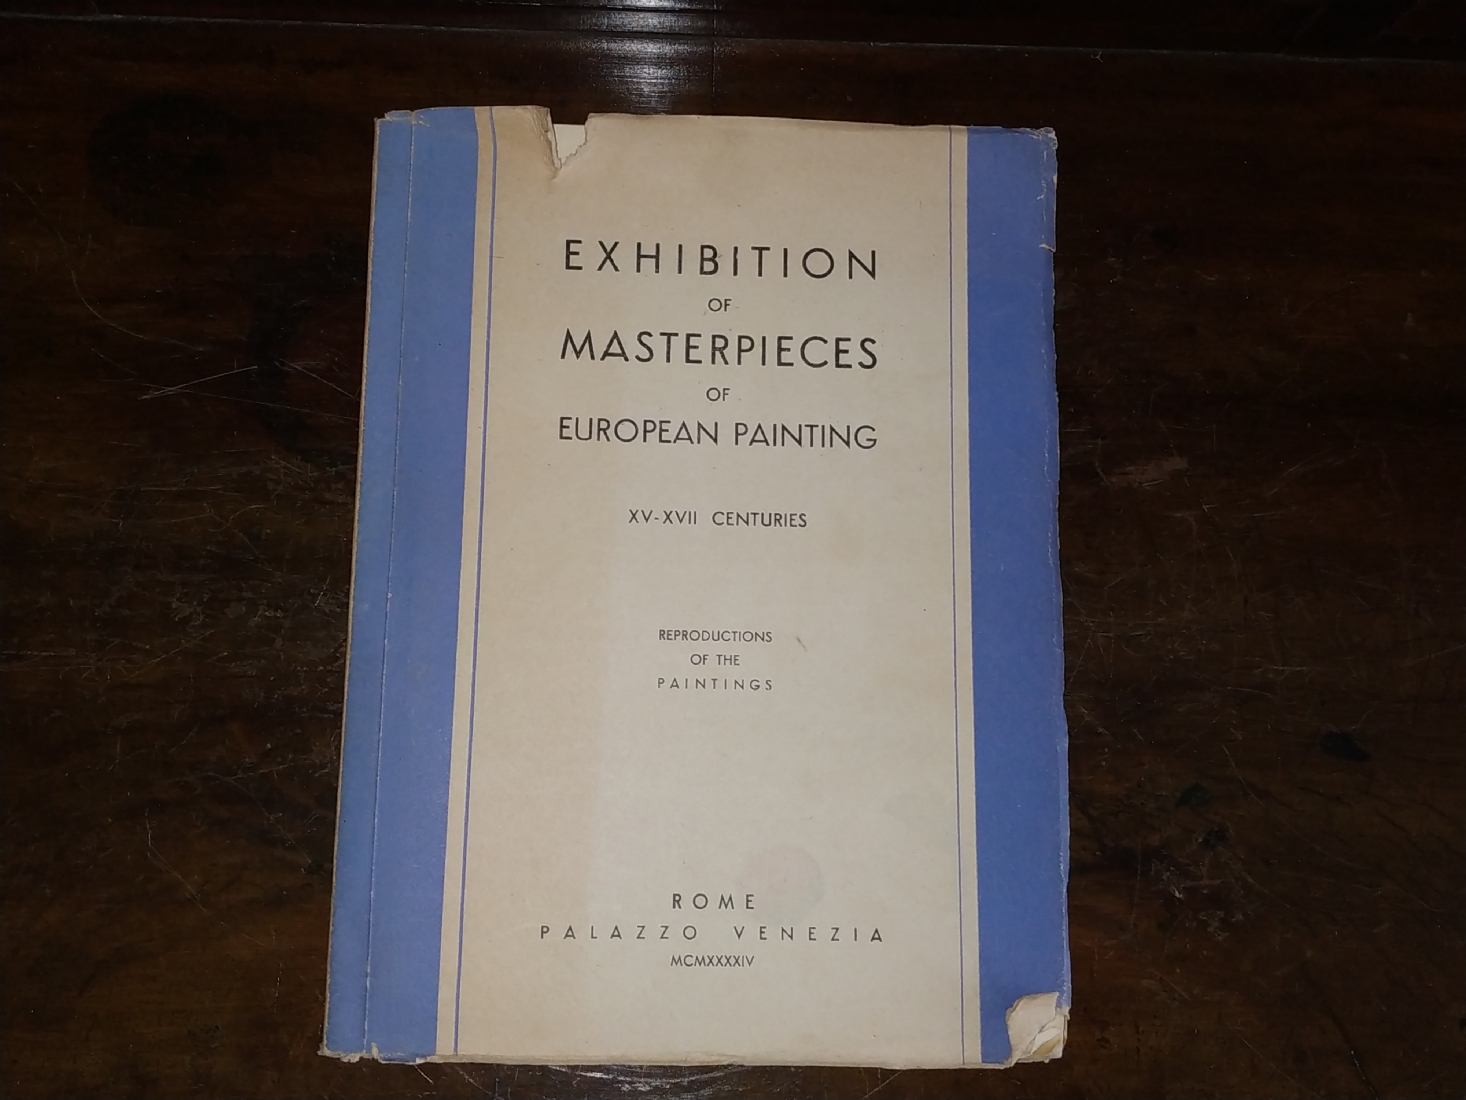 EXHIBITION
OF
MASTERPIECES
OF
EUROPEAN PAINTING
XV-XVII CENTURIES
REPRODUCTIONS
OF THE
PAINTINGS
ROME
PALAZZO VENEZIA
MCMXXXXIV